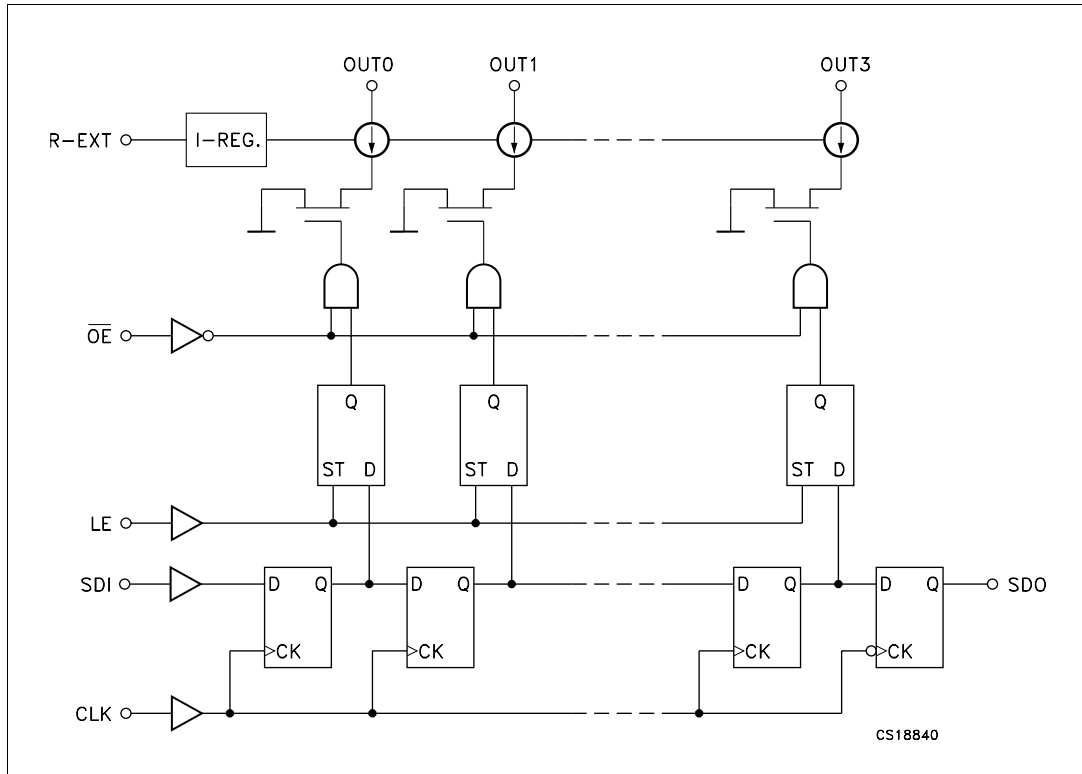 OUT0 OUT1 OUT3
R-EXT I-REG.
OE
Q Q Q
ST D ST D ST D
LE
SDI D Q D Q D Q D Q SDO
CK CK CK CK
CLK
CS18840